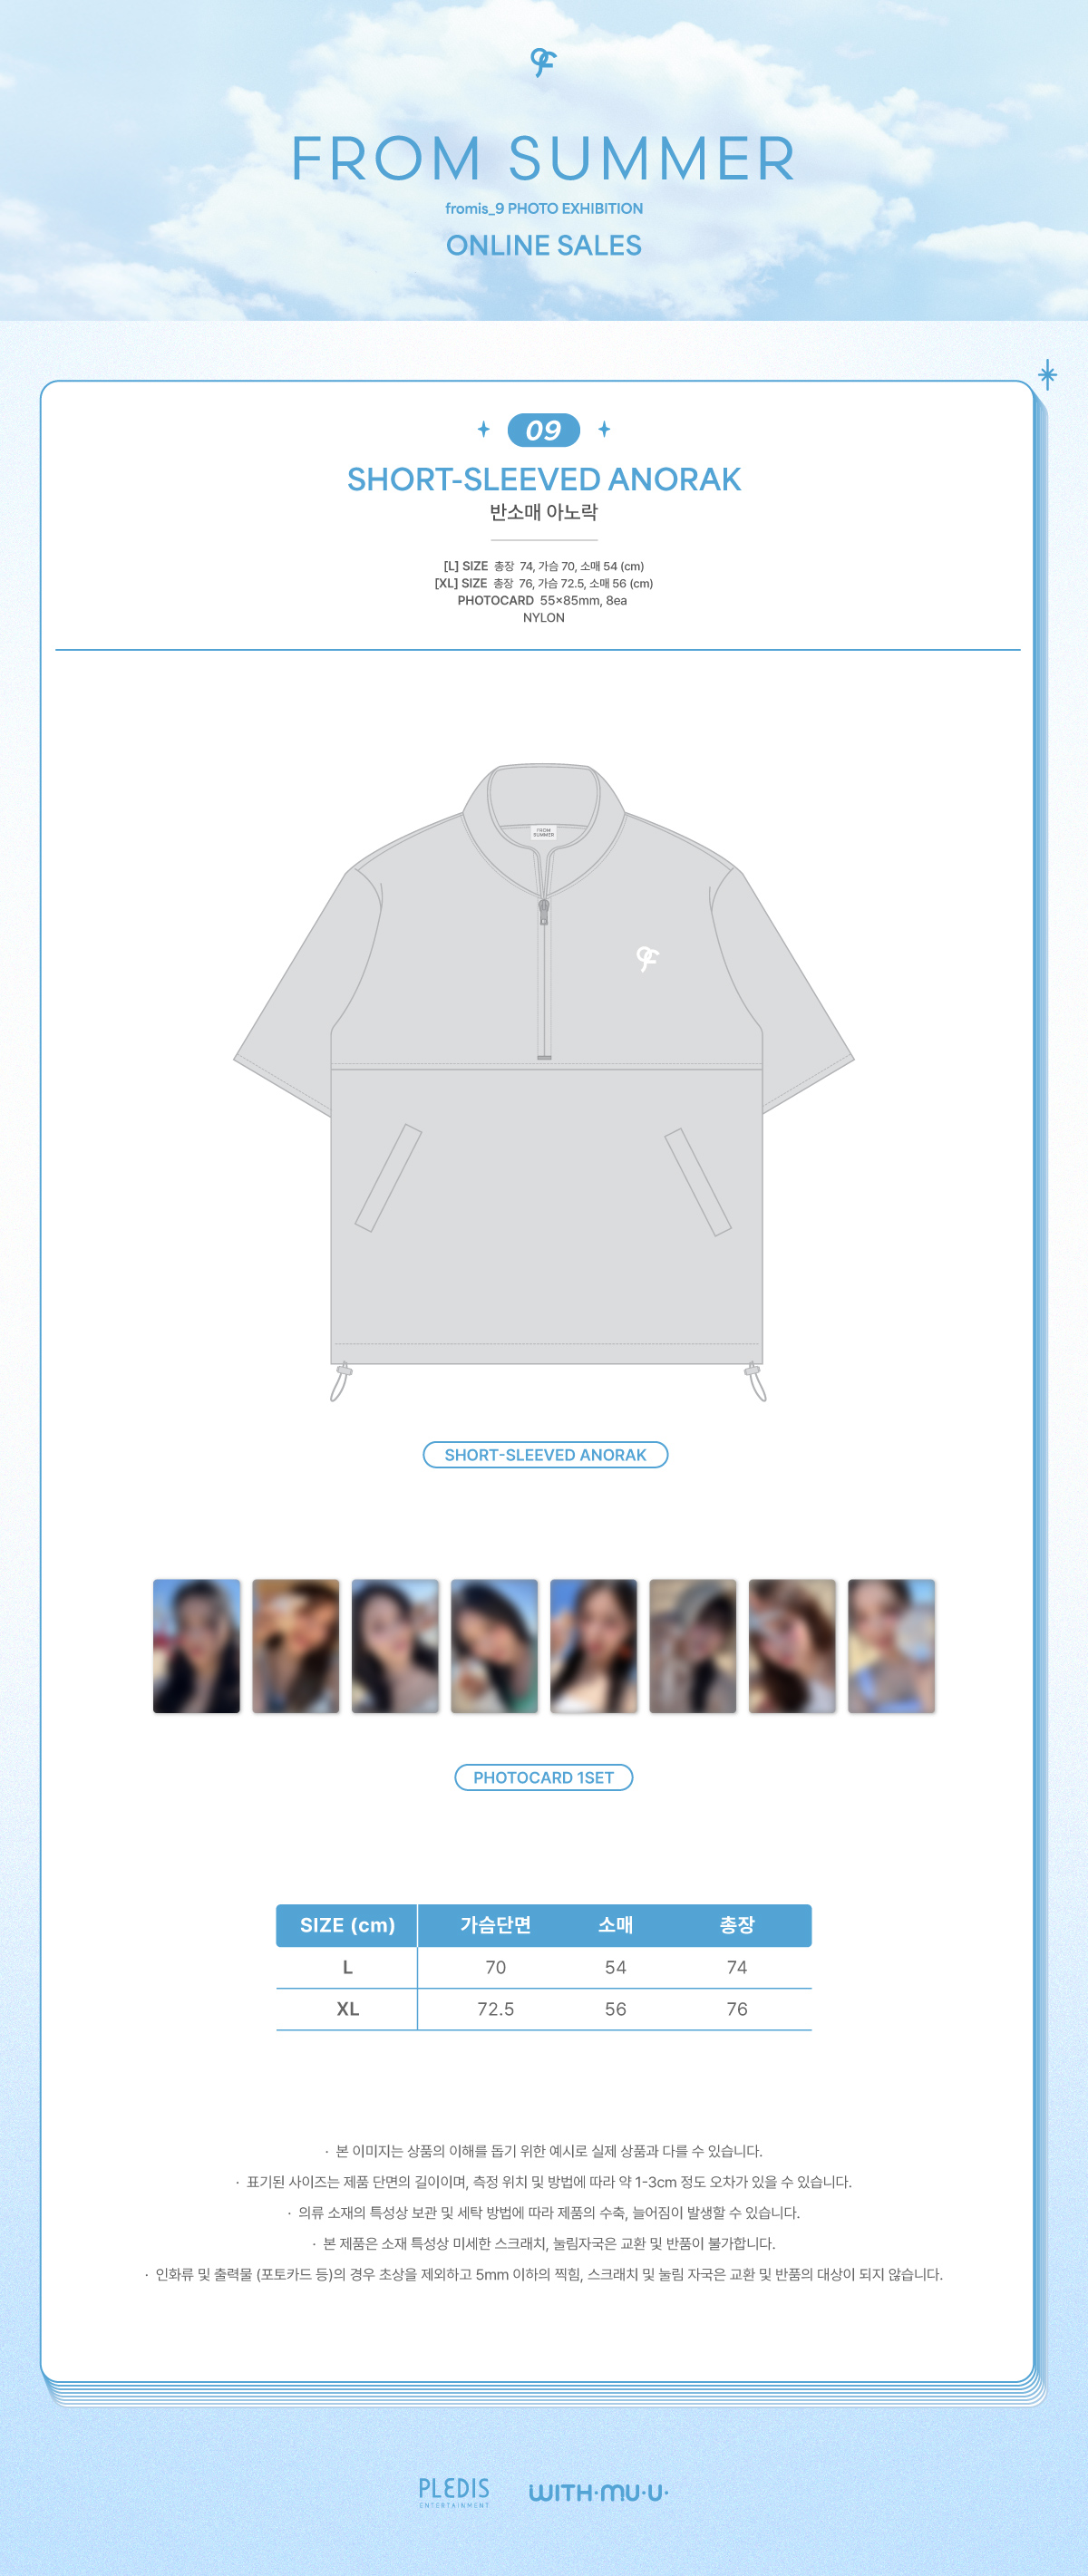 FROM SUMMER
fromis_9 PHOTO EXHIBITION
ONLINE SALES
09
SHORT-SLEEVED ANORAK
반소매 아노락
[L] SIZE 총장 74, 가슴 70, 소매 54 (cm)
[XL] SIZE 총장 76, 가슴 72.5, 소매 56 (cm)
PHOTOCARD 55×85mm, 8ea
NYLON
FROM
SUMMER
SHORT-SLEEVED ANORAK
PHOTOCARD 1SET
SIZE (cm) 가슴단면 소매 총장
L 70 54 74
XL 72.5 56 76
· 본 이미지는 상품의 이해를 돕기 위한 예시로 실제 상품과 다를 수 있습니다.
· 표기된 사이즈는 제품 단면의 길이이며, 측정 위치 및 방법에 따라 약 1-3cm 정도 오차가 있을 수 있습니다.
· 의류 소재의 특성상 보관 및 세탁 방법에 따라 제품의 수축, 늘어짐이 발생할 수 있습니다.
· 본 제품은 소재 특성상 미세한 스크래치, 눌림자국은 교환 및 반품이 불가합니다.
· 인화류 및 출력물 (포토카드 등)의 경우 초상을 제외하고 5mm 이하의 찍힘, 스크래치 및 눌림 자국은 교환 및 반품의 대상이 되지 않습니다.
PLEDIS
ENTERTAINMENT
WITH·MU·U·